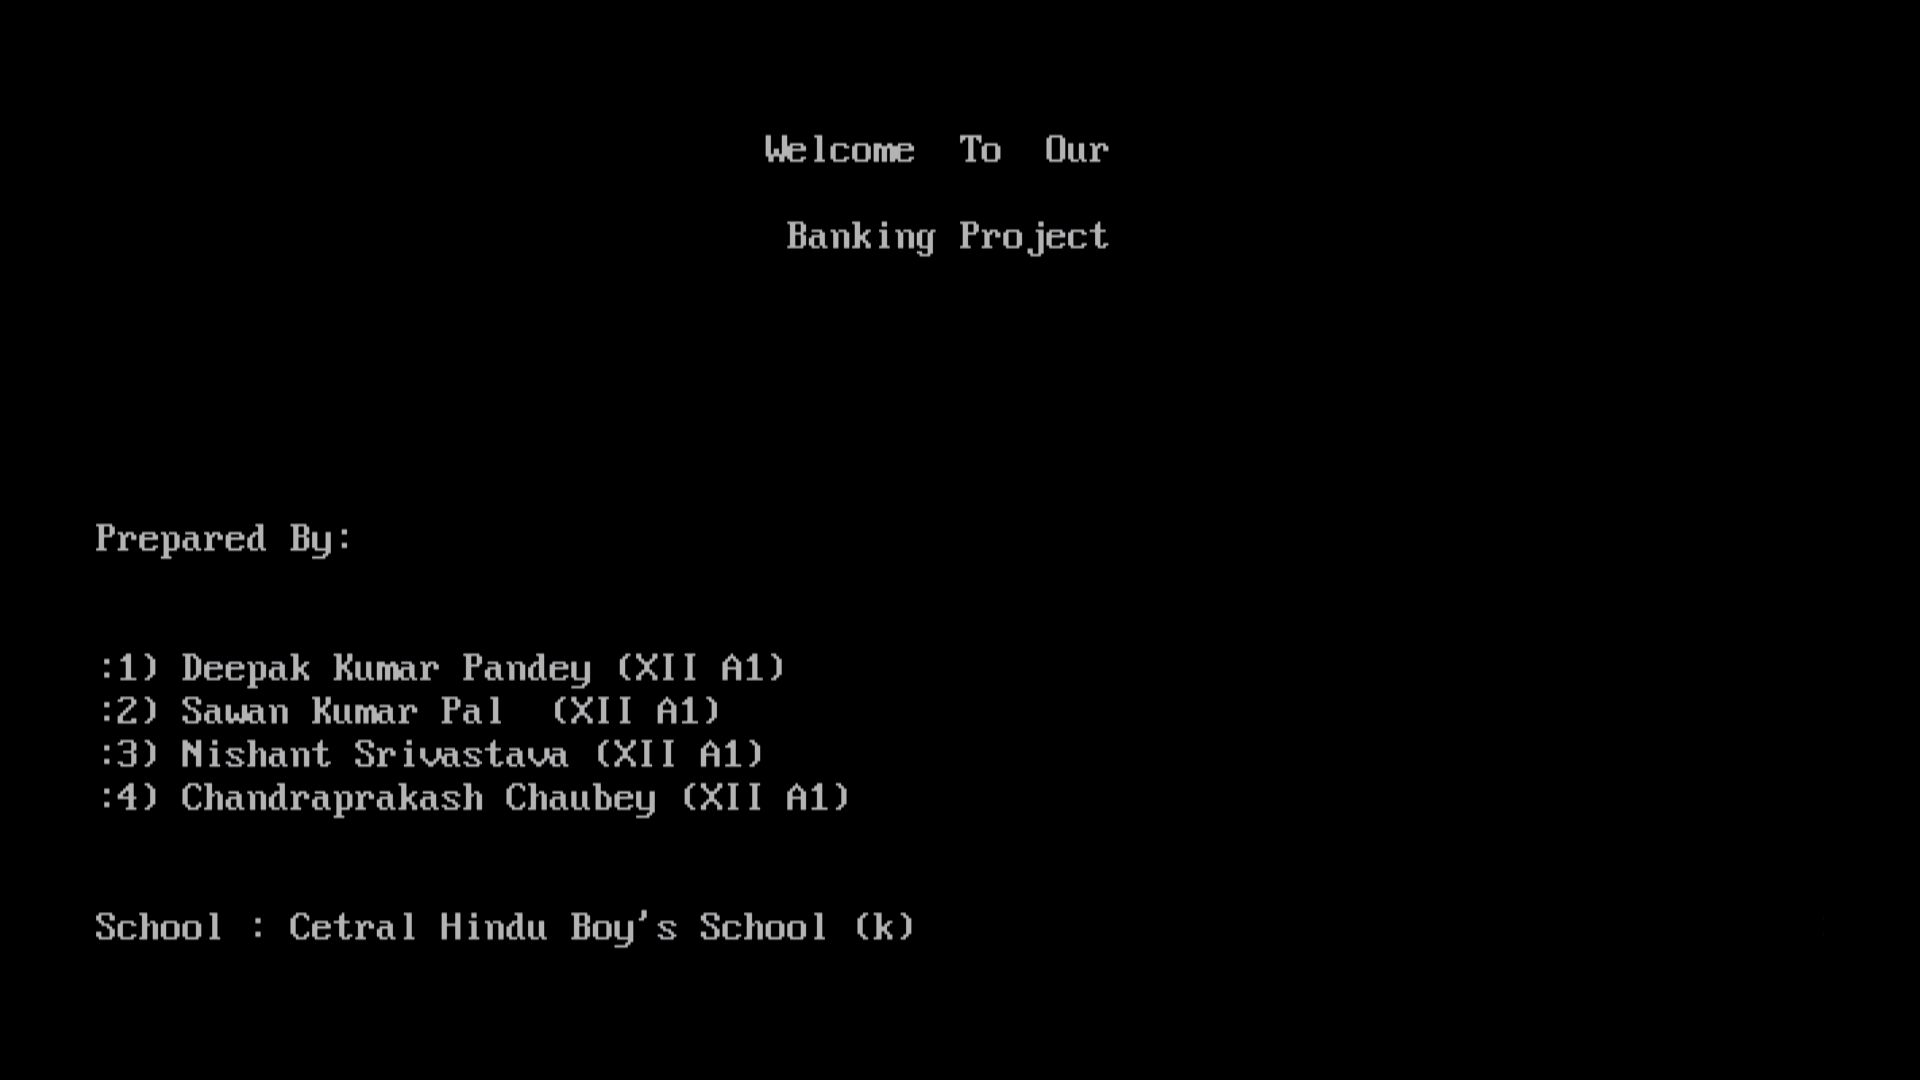 Welcome  To  Our
Banking Project
Prepared By:
:1) Deepak Kumar Pandey (XII A1)
:2) Sawan Kumar Pal  (XII A1)
:3) Nishant Srivastava (XII A1)
:4) Chandraprakash Chaubey (XII A1)
School : Cetral Hindu Boy's School (k)